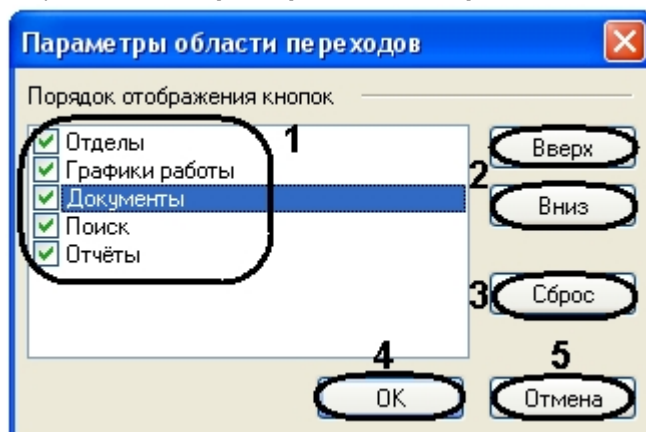 Параметры области переходов
Порядок отображения кнопок
Отделы 1
Графики работы
Документы
Поиск
Отчёты
Вверх
2
Вниз
3 Сброс
4 5
ОК Отмена